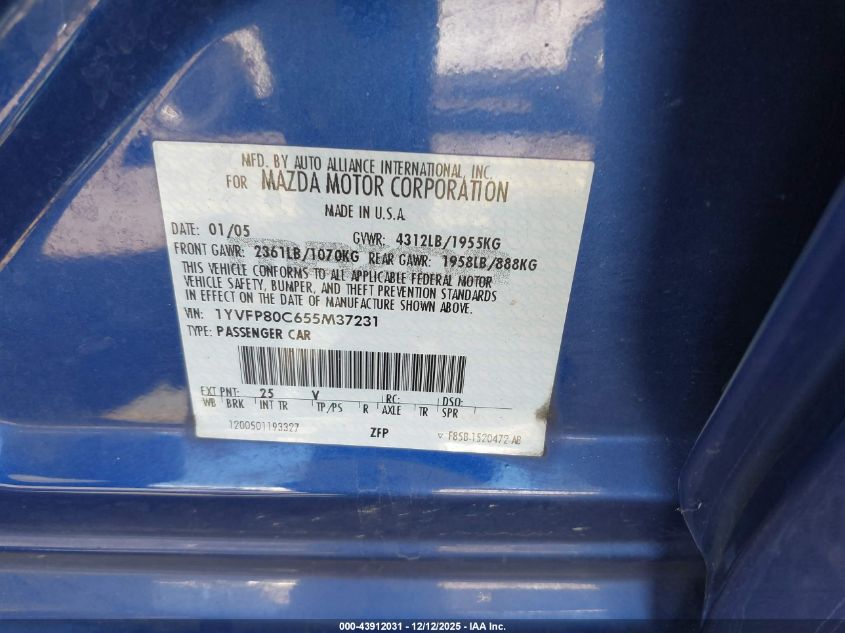 MFD. BY AUTO ALLIANCE INTERNATIONAL, INC.
FOR MAZDA MOTOR CORPORATION
MADE IN U.S.A.
DATE: 01/05 GVWR: 4312LB/1955KG
FRONT GAWR: 2361LB/1070KG REAR GAWR: 1958LB/888KG
THIS VEHICLE CONFORMS TO ALL APPLICABLE FEDERAL MOTOR
VEHICLE SAFETY, BUMPER, AND THEFT PREVENTION STANDARDS
IN EFFECT ON THE DATE OF MANUFACTURE SHOWN ABOVE.
VIN: 1YVFP80C655M37231
TYPE: PASSENGER CAR
EXT PNT: 25 V RC: DSO:
WB BRK INT TR TP/PS R AXLE TR SPR
1200501193327 ZFP F85B-1520472-AB
000-43912031 - 12/12/2025 - IAA Inc.